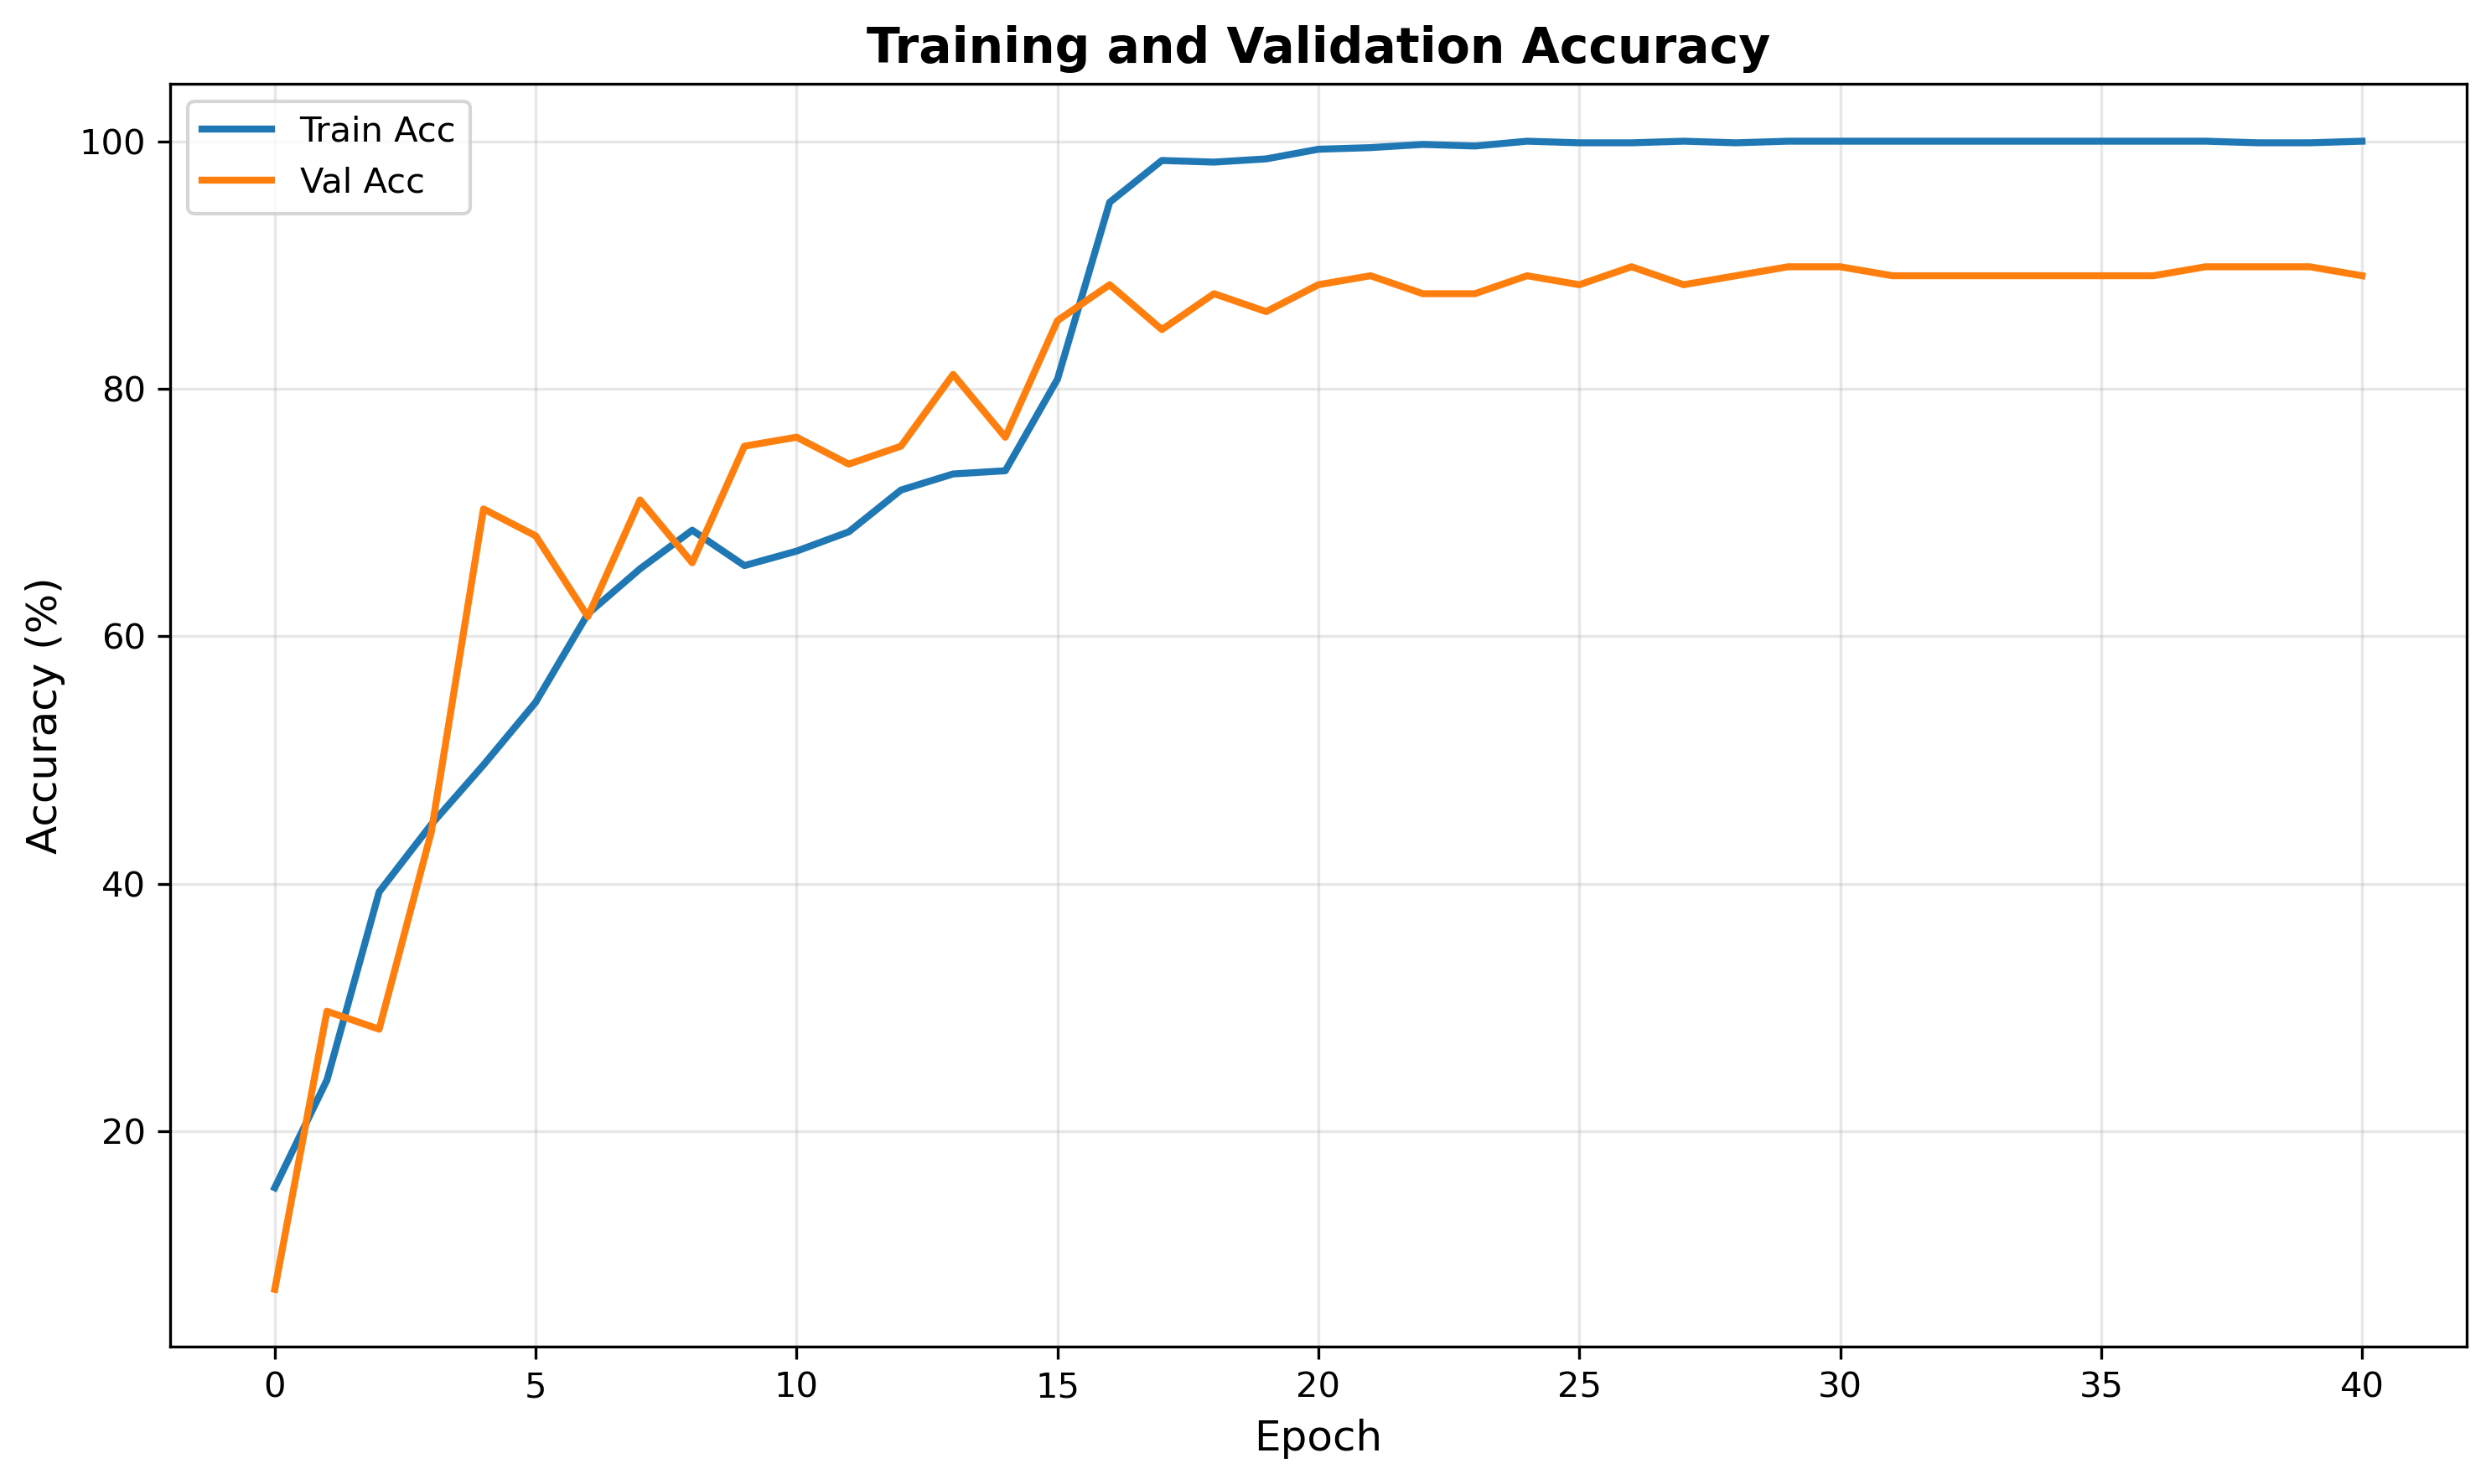 Training and Validation Accuracy
Train Acc
Val Acc
100
80
60
40
20
Accuracy (%)
0 5 10 15 20 25 30 35 40
Epoch